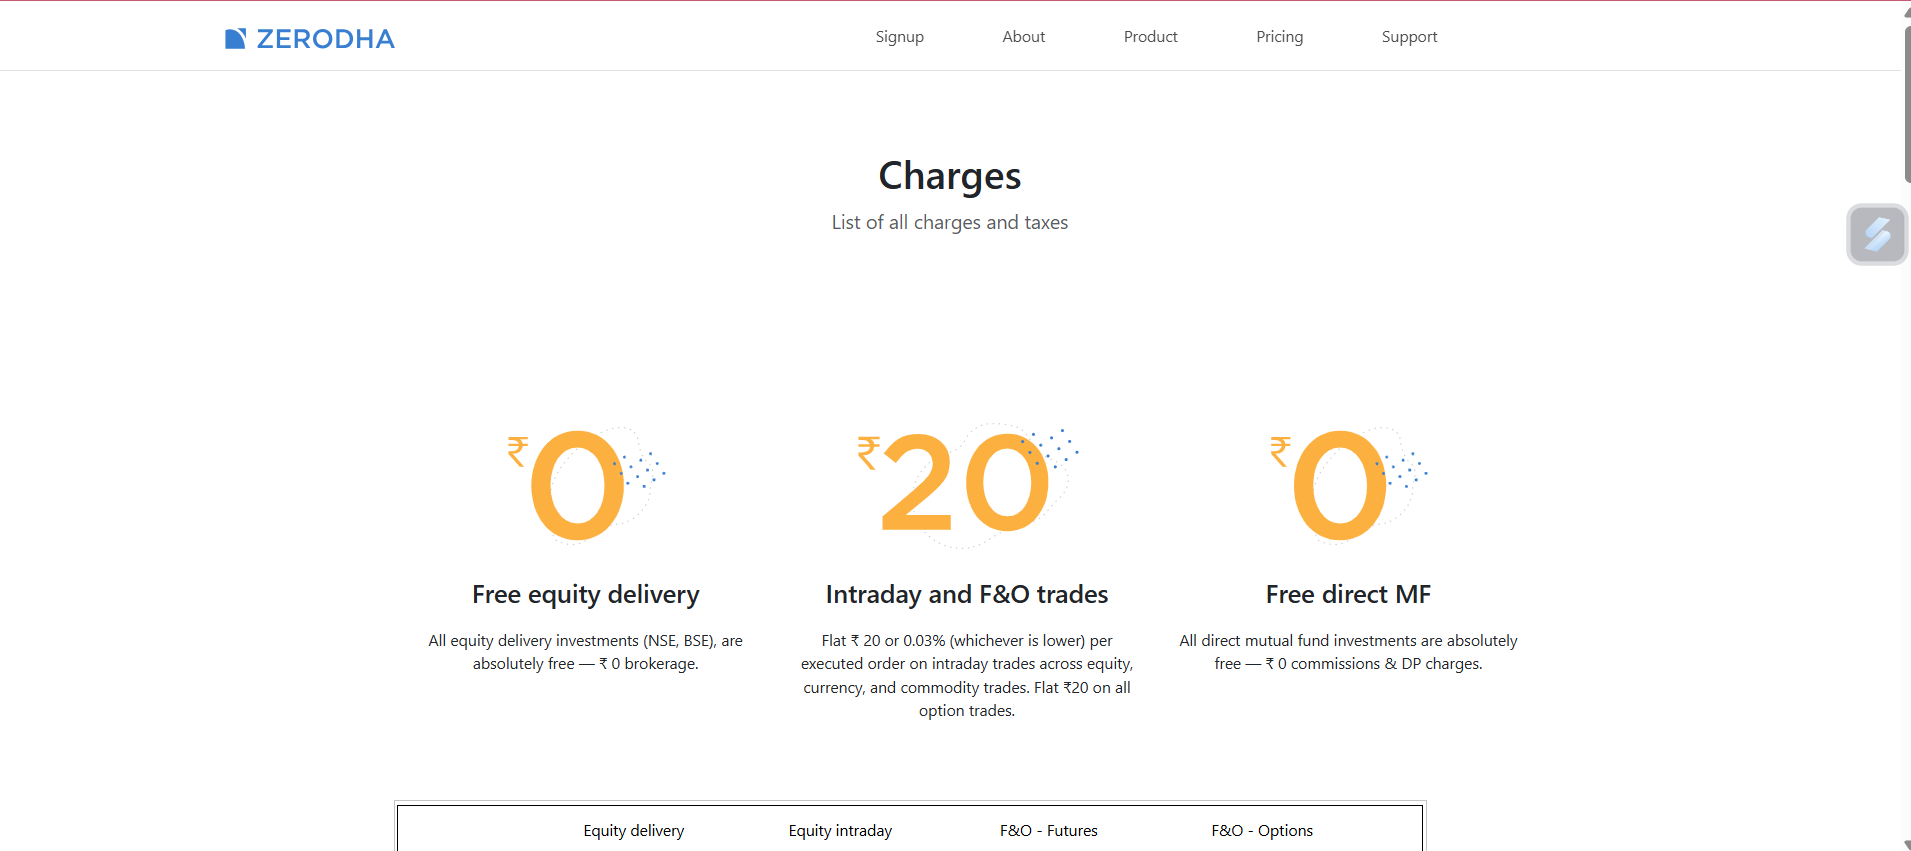 ZERODHA
Signup About Product Pricing Support
Charges
List of all charges and taxes
₹0
Free equity delivery
All equity delivery investments (NSE, BSE), are
absolutely free — ₹ 0 brokerage.
₹20
Intraday and F&O trades
Flat ₹ 20 or 0.03% (whichever is lower) per
executed order on intraday trades across equity,
currency, and commodity trades. Flat ₹20 on all
option trades.
₹0
Free direct MF
All direct mutual fund investments are absolutely
free — ₹ 0 commissions & DP charges.
Equity delivery Equity intraday F&O - Futures F&O - Options